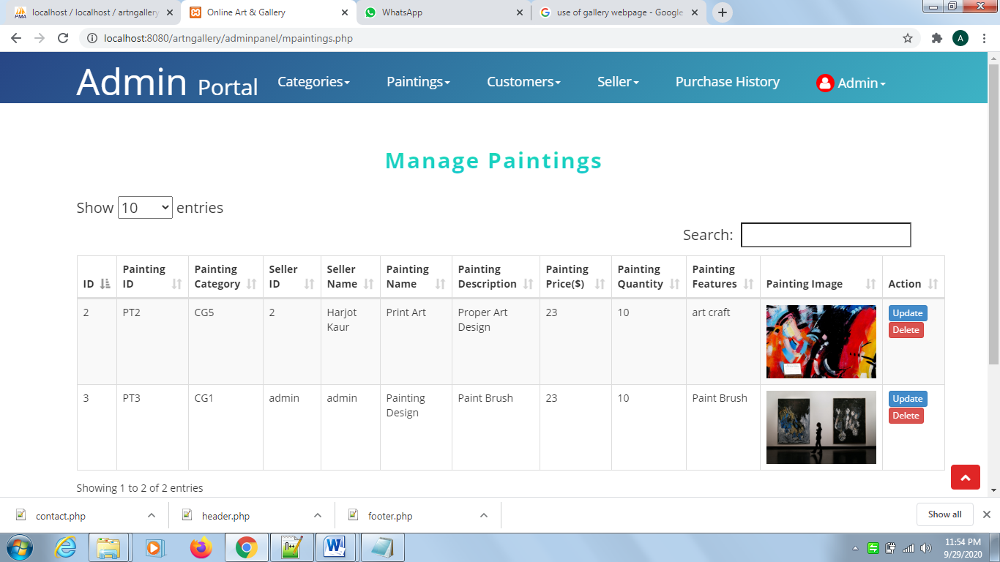 localhost / localhost / artngallery
Online Art & Gallery
WhatsApp
use of gallery webpage - Google
localhost:8080/artngallery/adminpanel/mpaintings.php
A
Admin Portal
Categories
Paintings
Customers
Seller
Purchase History
Admin
Manage Paintings
Show 10 entries
Search:
ID
Painting ID
Painting Category
Seller ID
Seller Name
Painting Name
Painting Description
Painting Price($)
Painting Quantity
Painting Features
Painting Image
Action
2
PT2
CG5
2
Harjot Kaur
Print Art
Proper Art Design
23
10
art craft
Update
Delete
3
PT3
CG1
admin
admin
Painting Design
Paint Brush
23
10
Paint Brush
Update
Delete
Showing 1 to 2 of 2 entries
contact.php
header.php
footer.php
Show all
11:54 PM
9/29/2020